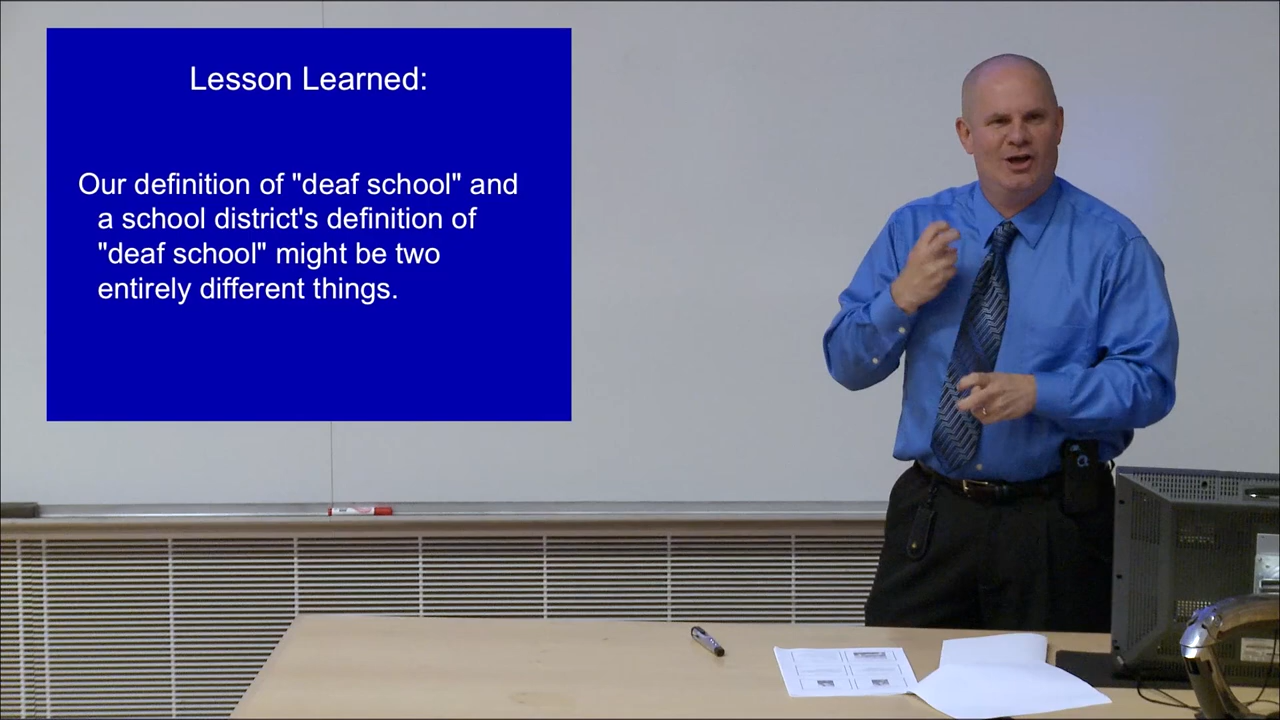 Lesson Learned:
Our definition of "deaf school" and
a school district's definition of
"deaf school" might be two
entirely different things.